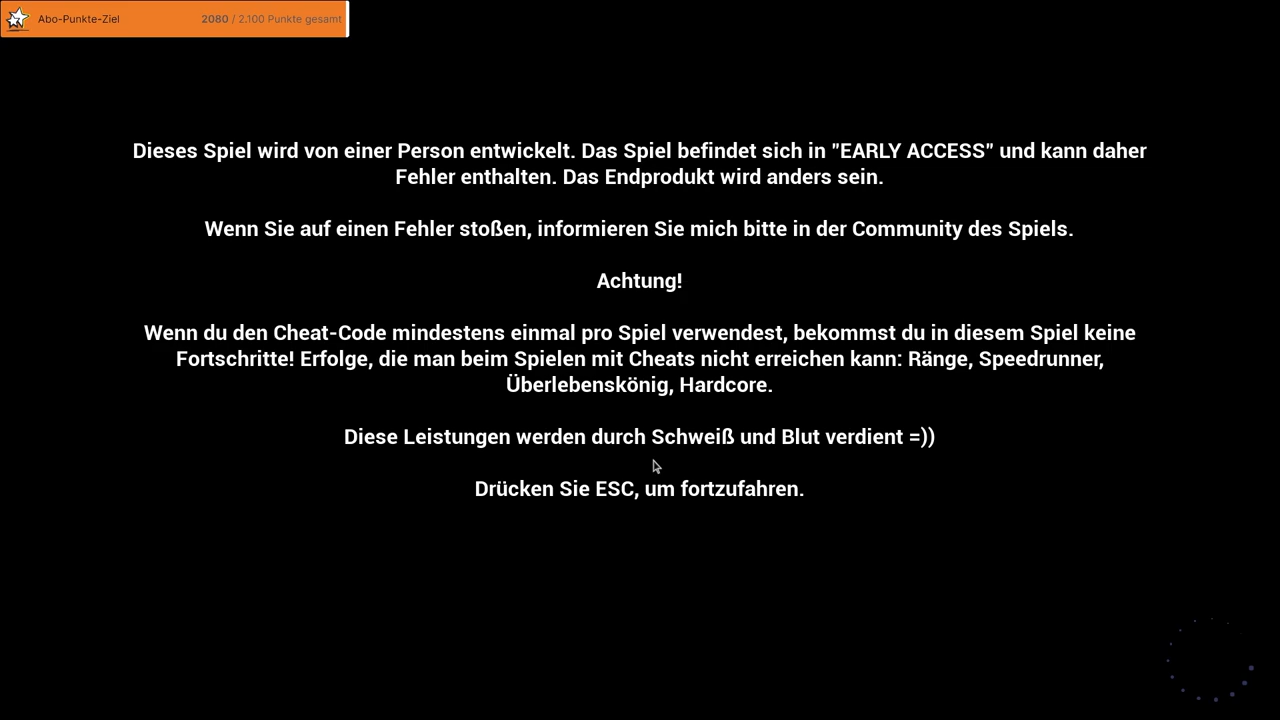 Abo-Punkte-Ziel 2080 / 2.100 Punkte gesamt
Dieses Spiel wird von einer Person entwickelt. Das Spiel befindet sich in "EARLY ACCESS" und kann daher
Fehler enthalten. Das Endprodukt wird anders sein.
Wenn Sie auf einen Fehler stoßen, informieren Sie mich bitte in der Community des Spiels.
Achtung!
Wenn du den Cheat-Code mindestens einmal pro Spiel verwendest, bekommst du in diesem Spiel keine
Fortschritte! Erfolge, die man beim Spielen mit Cheats nicht erreichen kann: Ränge, Speedrunner,
Überlebenskönig, Hardcore.
Diese Leistungen werden durch Schweiß und Blut verdient =))
Drücken Sie ESC, um fortzufahren.